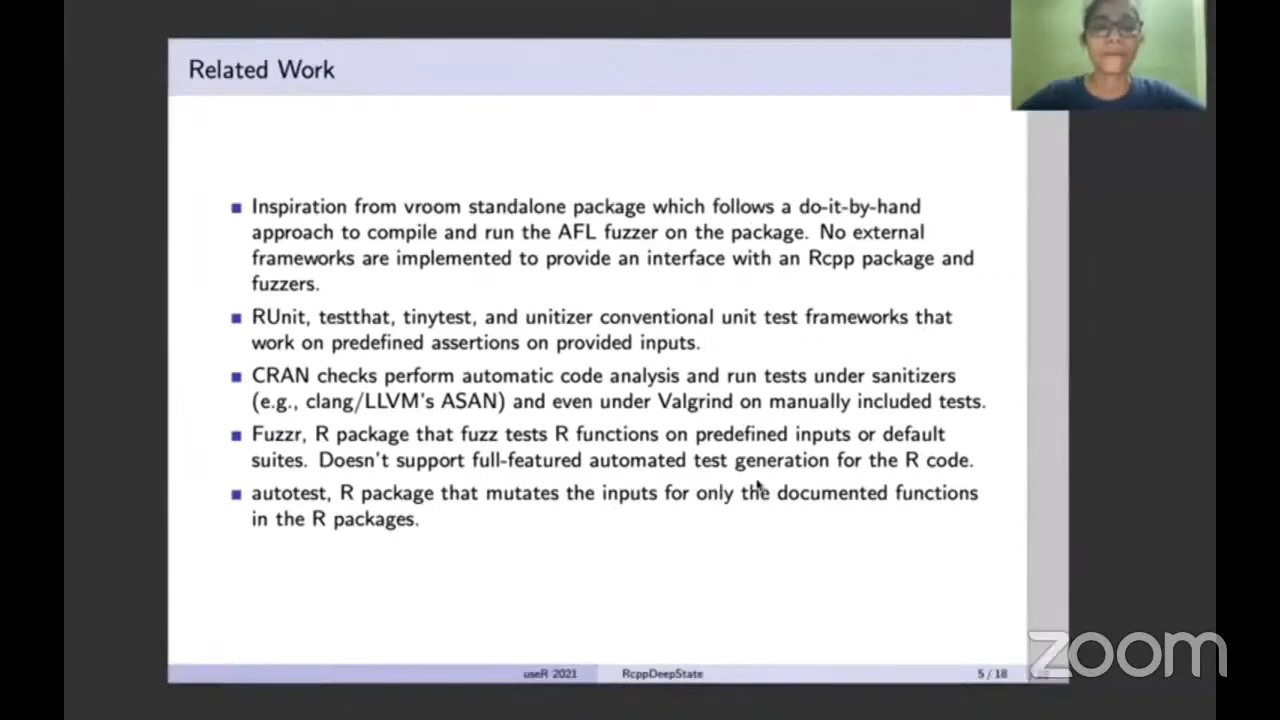 Related Work
Inspiration from vroom standalone package which follows a do-it-by-hand
approach to compile and run the AFL fuzzer on the package. No external
frameworks are implemented to provide an interface with an Rcpp package and
fuzzers.
RUnit, testthat, tinytest, and unitizer conventional unit test frameworks that
work on predefined assertions on provided inputs.
CRAN checks perform automatic code analysis and run tests under sanitizers
(e.g., clang/LLVM's ASAN) and even under Valgrind on manually included tests.
Fuzzr, R package that fuzz tests R functions on predefined inputs or default
suites. Doesn't support full-featured automated test generation for the R code.
autotest, R package that mutates the inputs for only the documented functions
in the R packages.
useR 2021 RcppDeepState 5 / 18
zoom